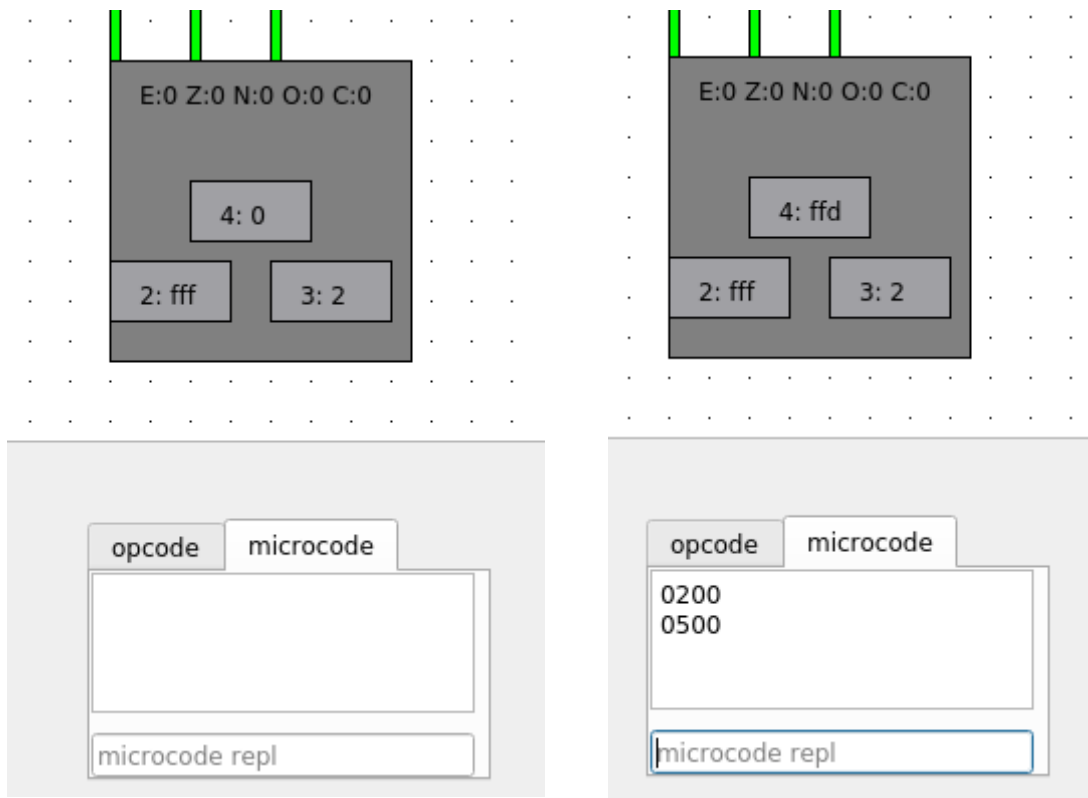 E:0 Z:0 N:0 O:0 C:0
4: 0
2: fff
3: 2
opcode
microcode
microcode repl
E:0 Z:0 N:0 O:0 C:0
4: ffd
2: fff
3: 2
opcode
microcode
0200
0500
microcode repl